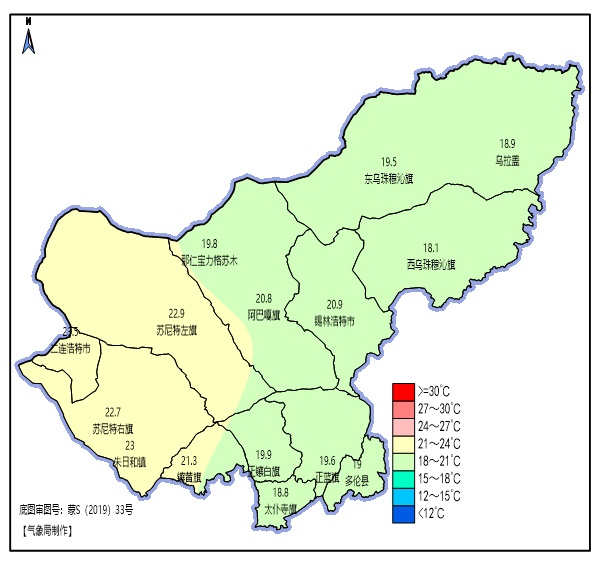 N
18.9
乌拉盖
19.5
东乌珠穆沁旗
18.1
西乌珠穆沁旗
19.8
那仁宝力格苏木
20.8
阿巴嘎旗
20.9
锡林浩特市
22.9
苏尼特左旗
二连浩特市
22.7
苏尼特右旗
23
朱日和镇
21.3
镶黄旗
19.9
正镶白旗
19.6
正蓝旗
19
多伦县
18.8
太仆寺旗
>=30°C
27～30°C
24～27°C
21～24°C
18～21°C
15～18°C
12～15°C
<12°C
底图审图号：蒙S（2019）33号
【气象局制作】